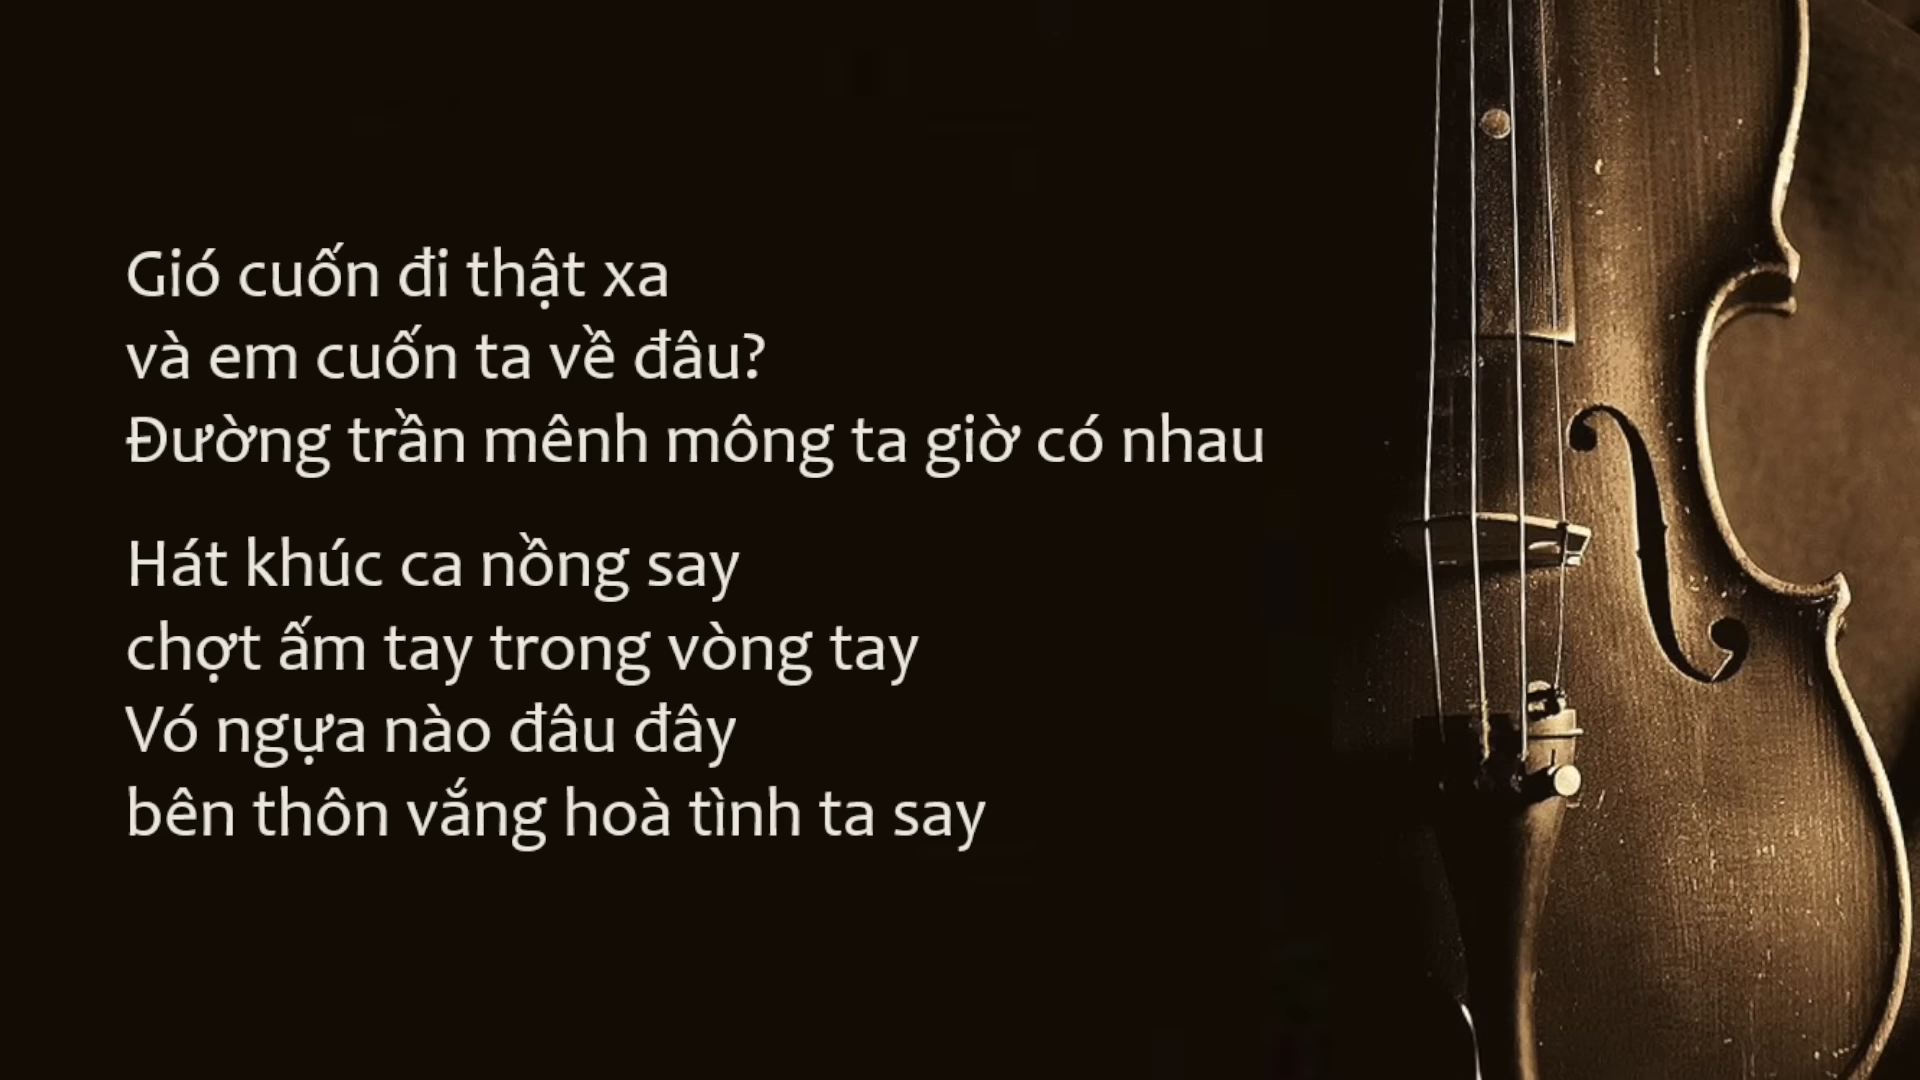 Gió cuốn đi thật xa
và em cuốn ta về đâu?
Đường trần mênh mông ta giờ có nhau
Hát khúc ca nồng say
chợt ấm tay trong vòng tay
Vó ngựa nào đâu đây
bên thôn vắng hoà tình ta say